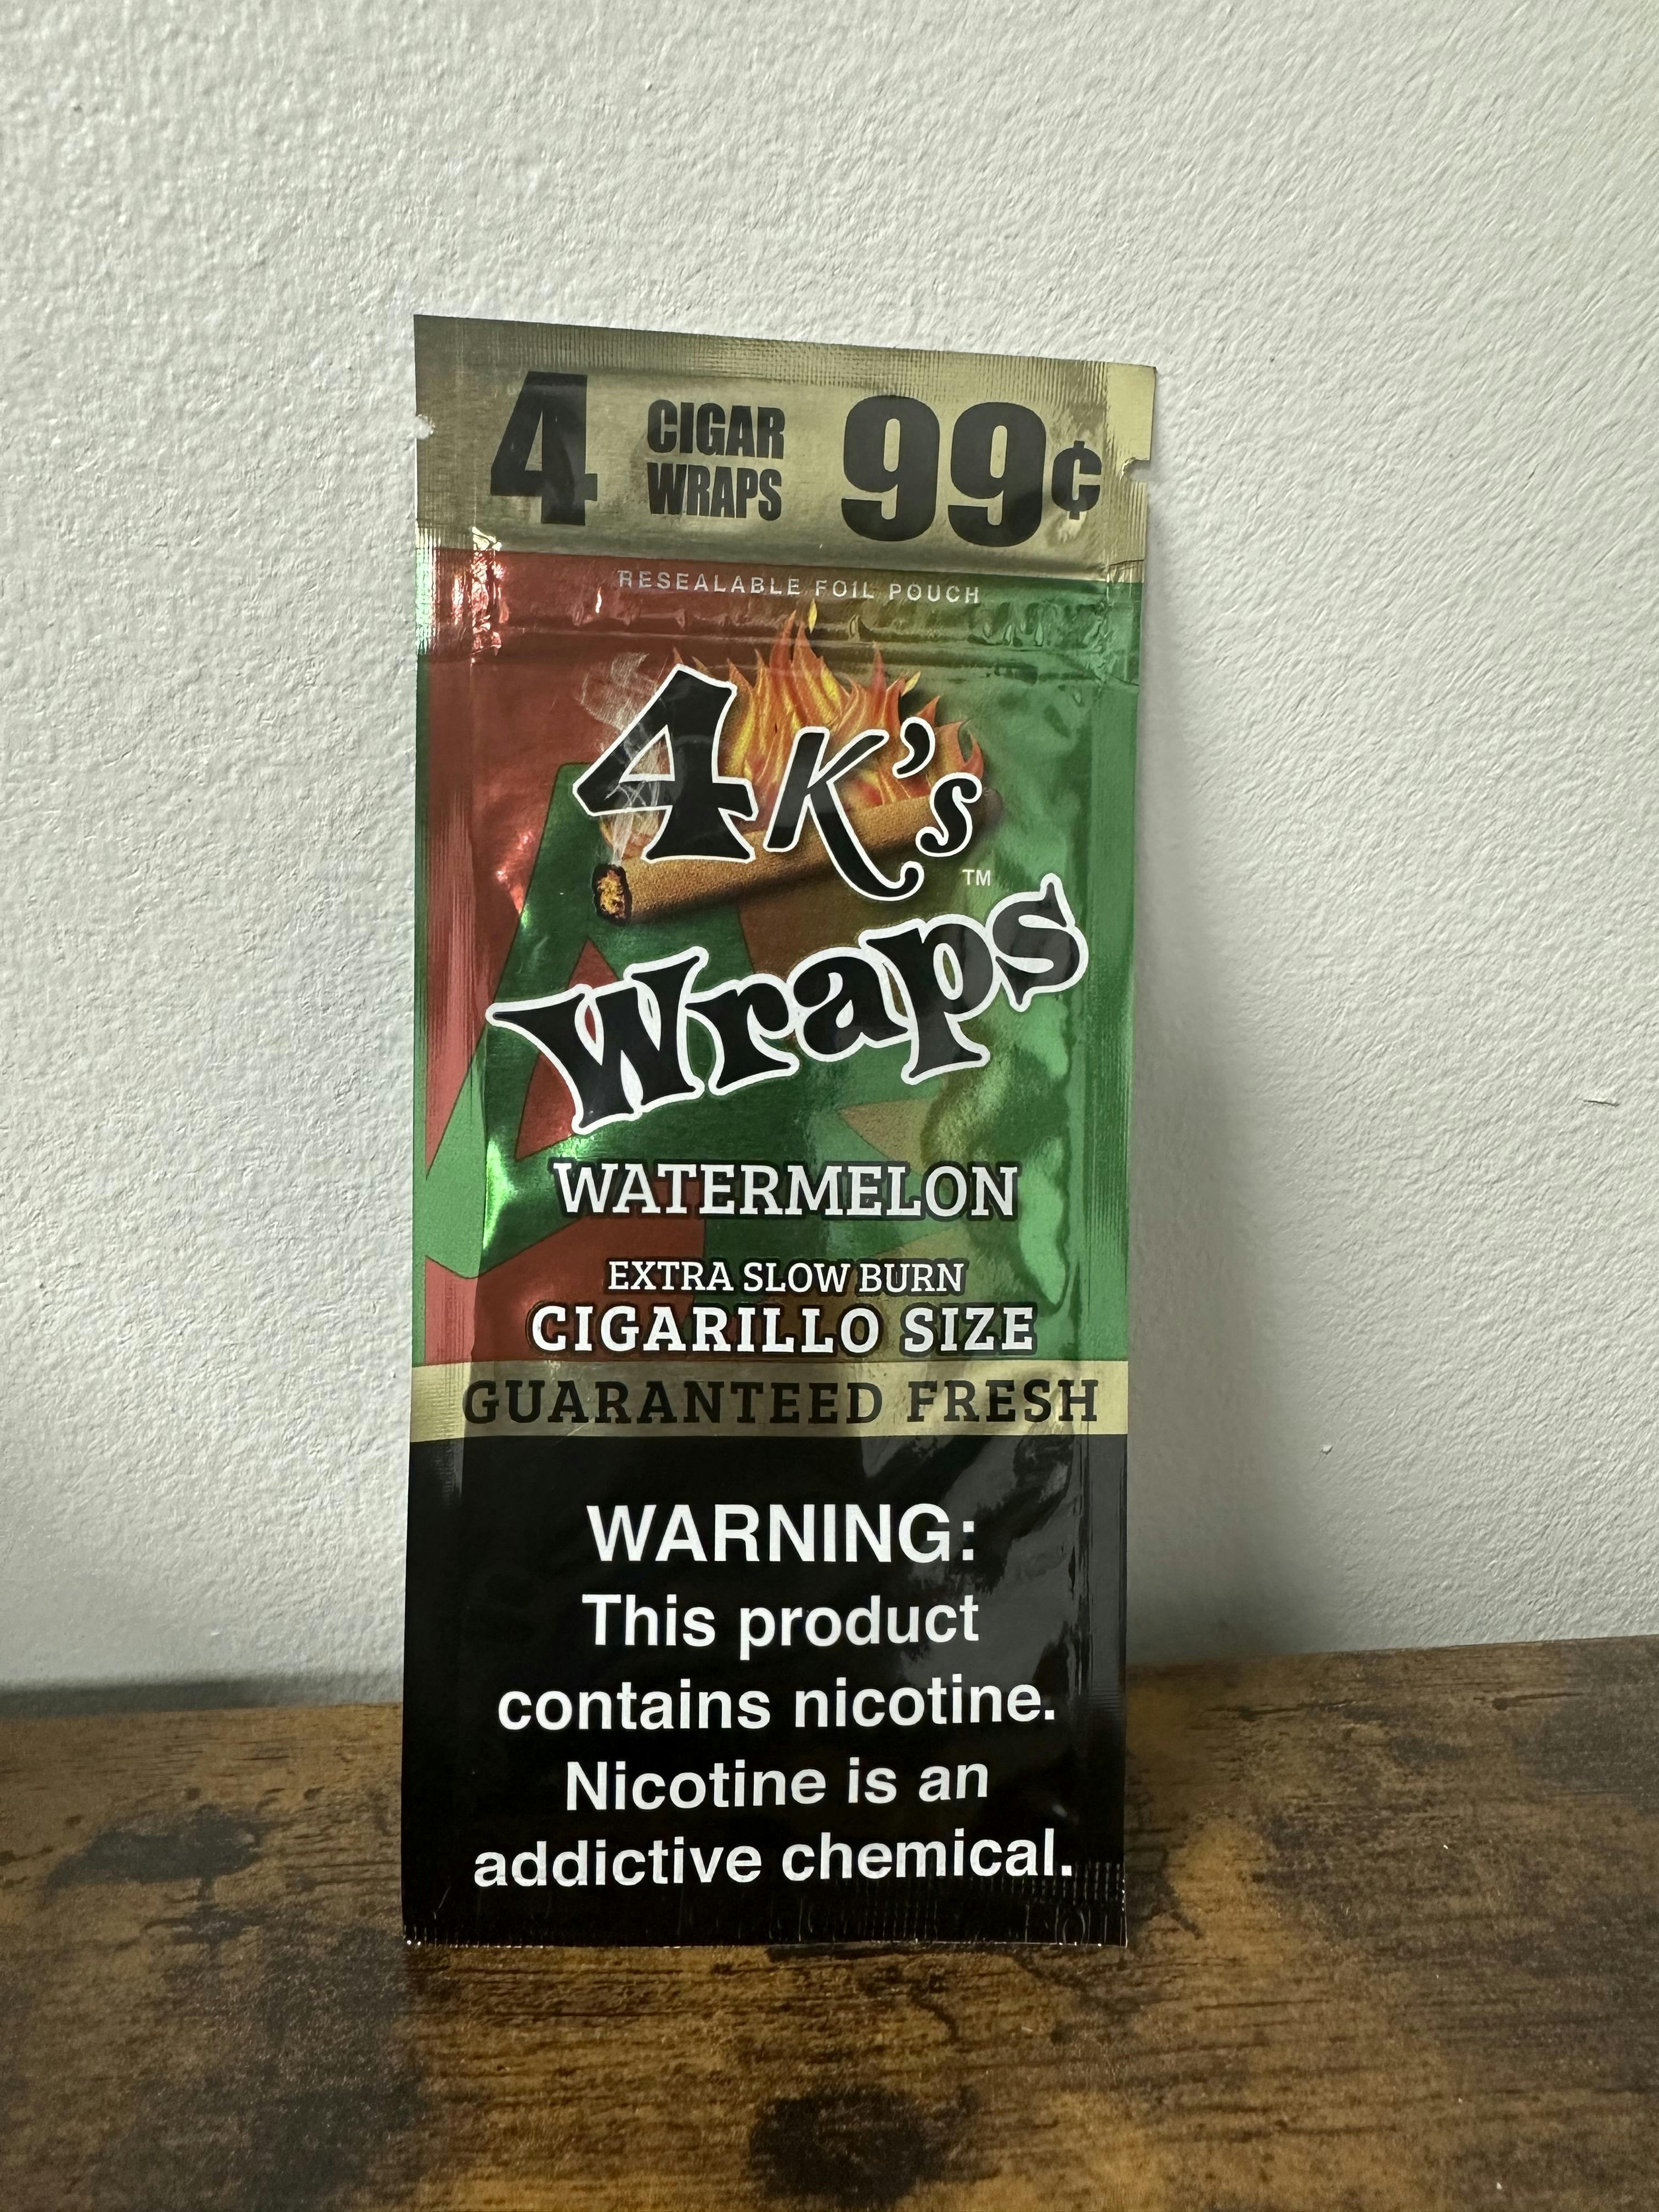 4 CIGAR WRAPS 99¢
RESEALABLE FOIL POUCH
4K's
™
Wraps
WATERMELON
EXTRA SLOW BURN
CIGARILLO SIZE
GUARANTEED FRESH
WARNING:
This product
contains nicotine.
Nicotine is an
addictive chemical.